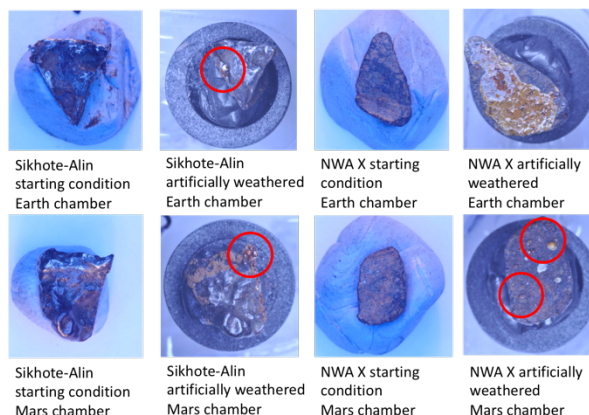 Sikhote-Alin
starting condition
Earth chamber
Sikhote-Alin
artificially weathered
Earth chamber
NWA X starting
condition
Earth chamber
NWA X artificially
weathered
Earth chamber
Sikhote-Alin
starting condition
Mars chamber
Sikhote-Alin
artificially weathered
Mars chamber
NWA X starting
condition
Mars chamber
NWA X artificially
weathered
Mars chamber